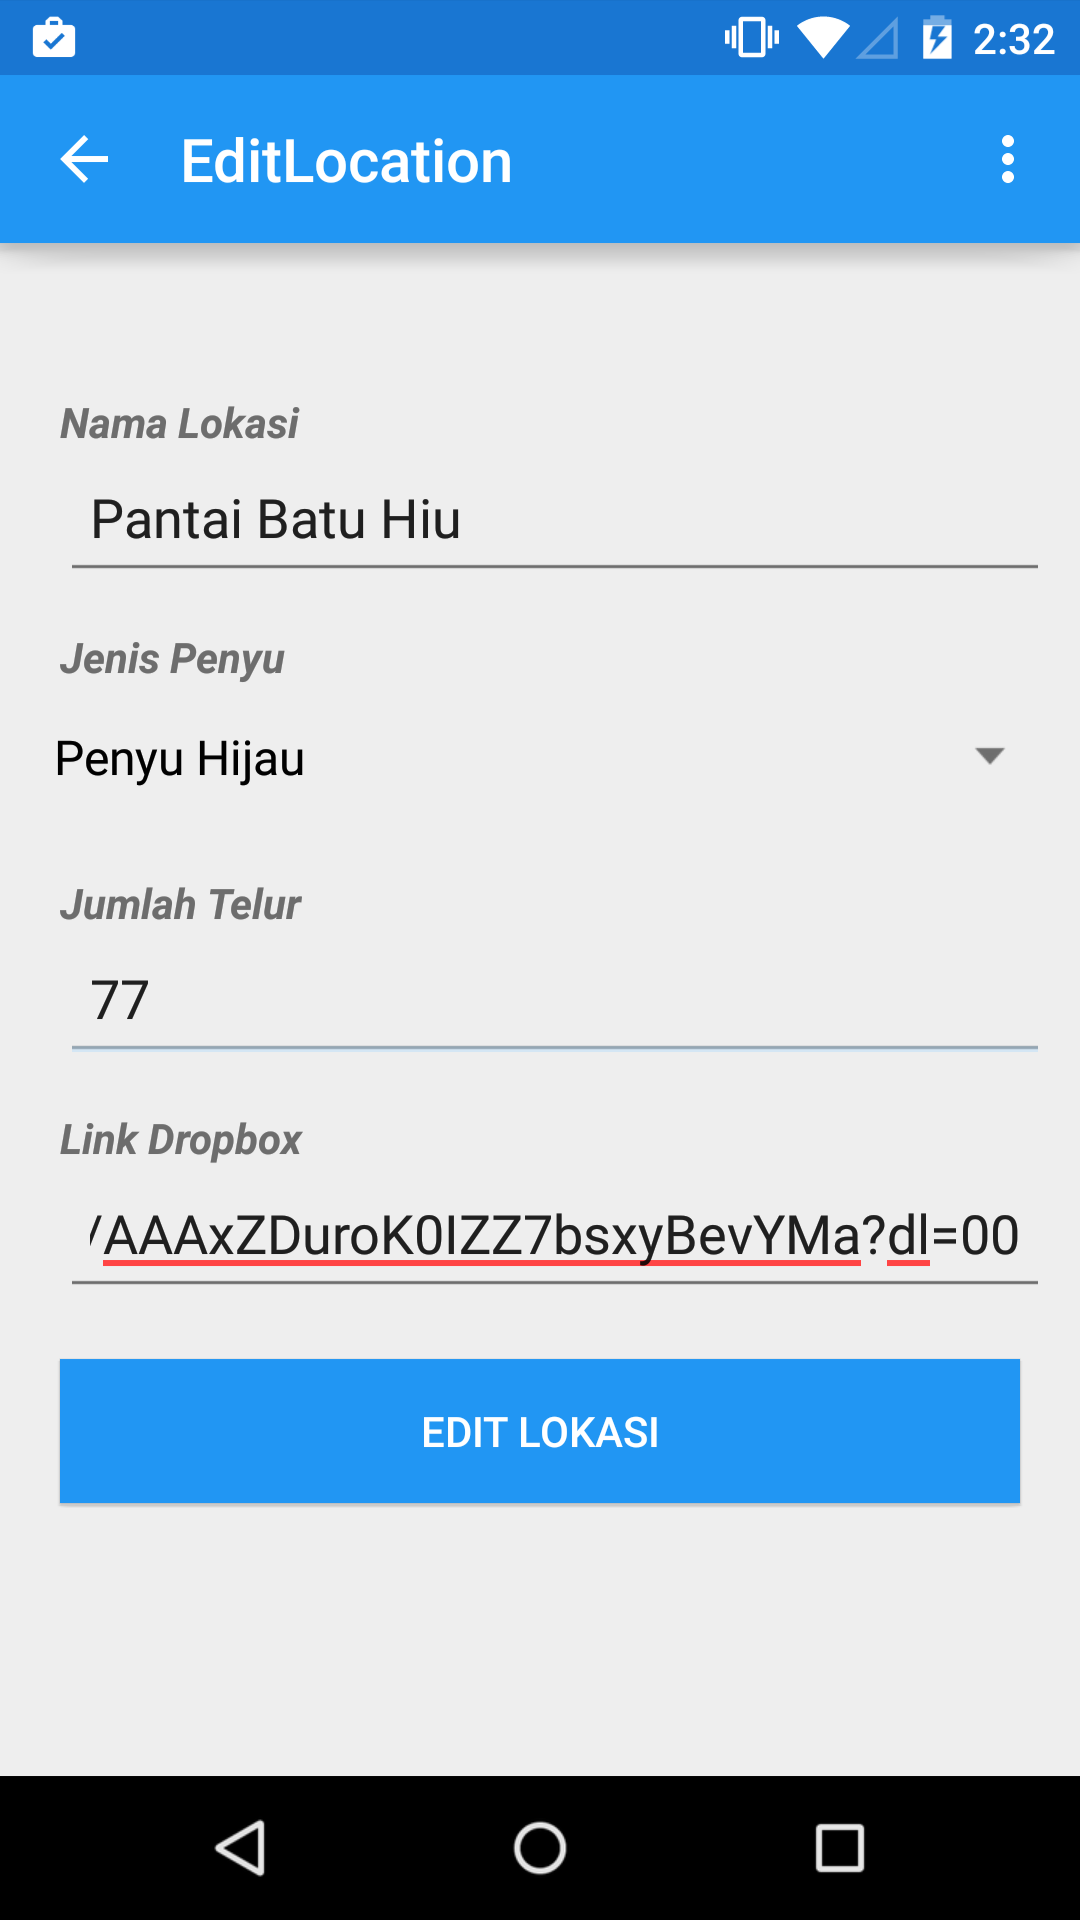 2:32
EditLocation
Nama Lokasi
Pantai Batu Hiu
Jenis Penyu
Penyu Hijau
Jumlah Telur
77
Link Dropbox
/AAAxZDuroK0IZZ7bsxyBevYMa?dl=00
EDIT LOKASI